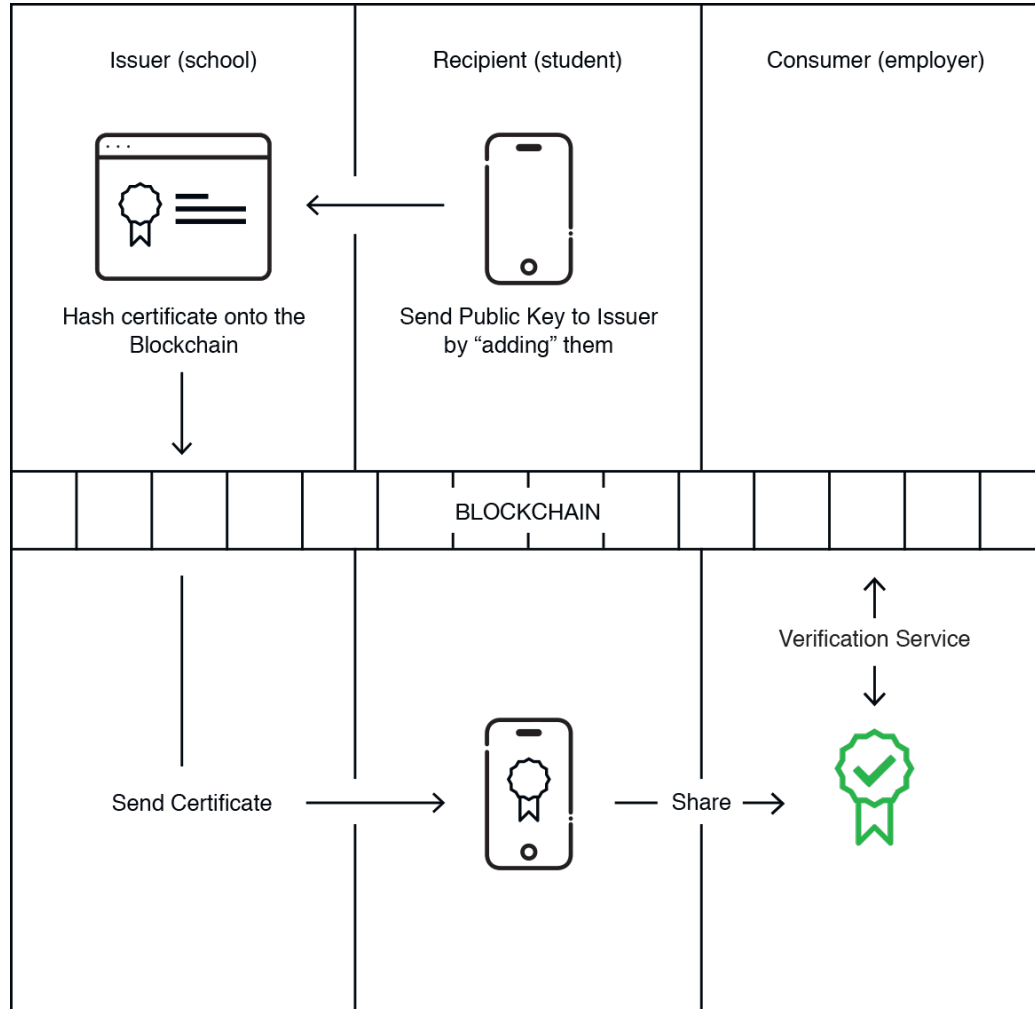 Issuer (school)
Recipient (student)
Consumer (employer)
Hash certificate onto the
Blockchain
Send Public Key to Issuer
by “adding” them
BLOCKCHAIN
Verification Service
Send Certificate
Share